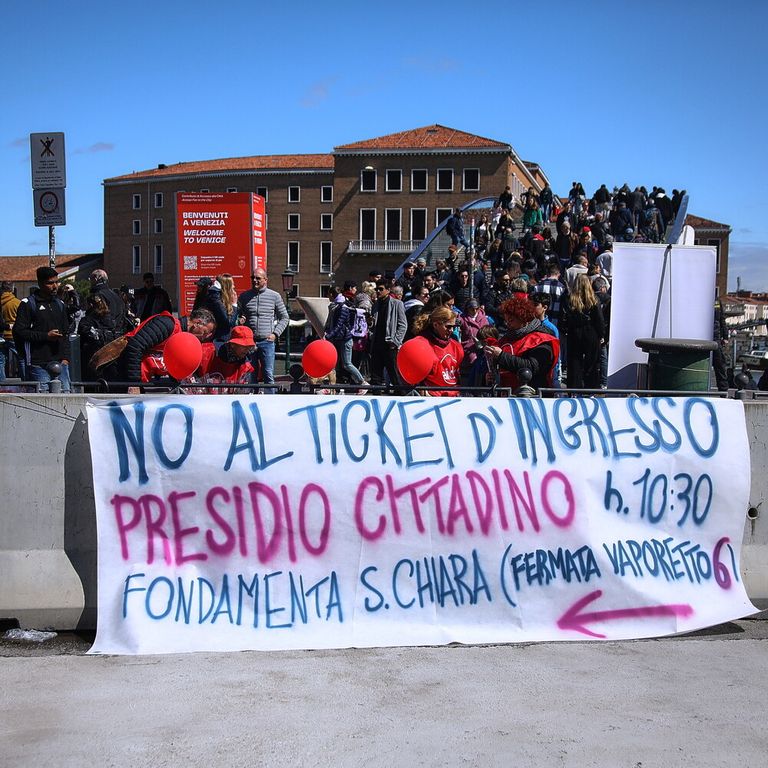 BENVENUTI
A VENEZIA
WELCOME
TO VENICE
NO AL TICKET D'INGRESSO
PRESIDIO CITTADINO h. 10:30
FONDAMENTA S. CHIARA (FERMATA VAPORETTO 6)